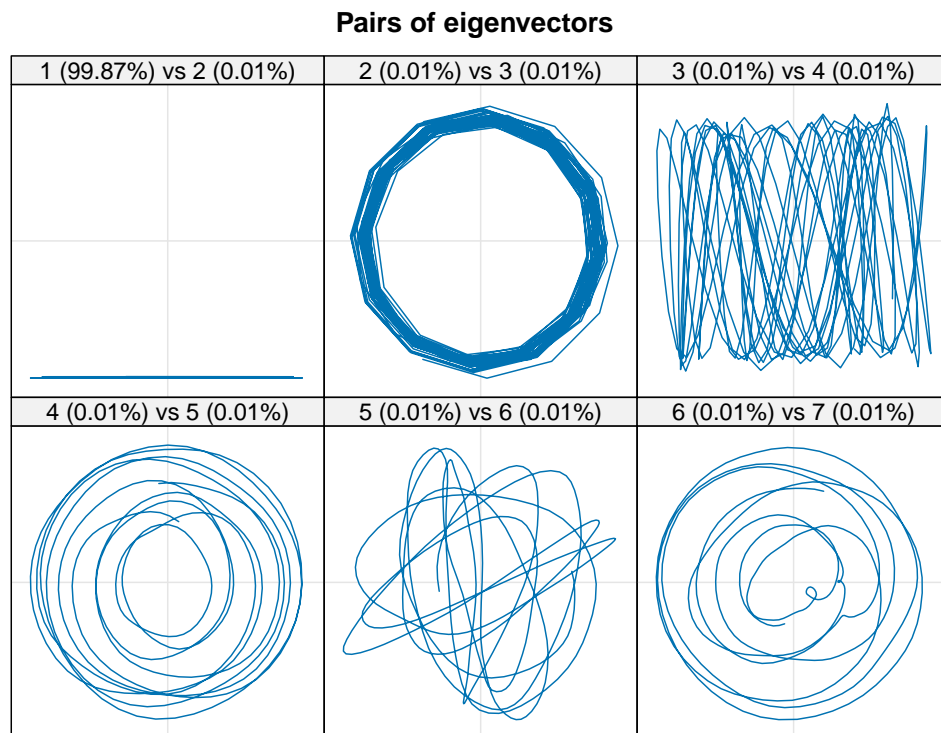 Pairs of eigenvectors
1 (99.87%) vs 2 (0.01%)
2 (0.01%) vs 3 (0.01%)
3 (0.01%) vs 4 (0.01%)
4 (0.01%) vs 5 (0.01%)
5 (0.01%) vs 6 (0.01%)
6 (0.01%) vs 7 (0.01%)